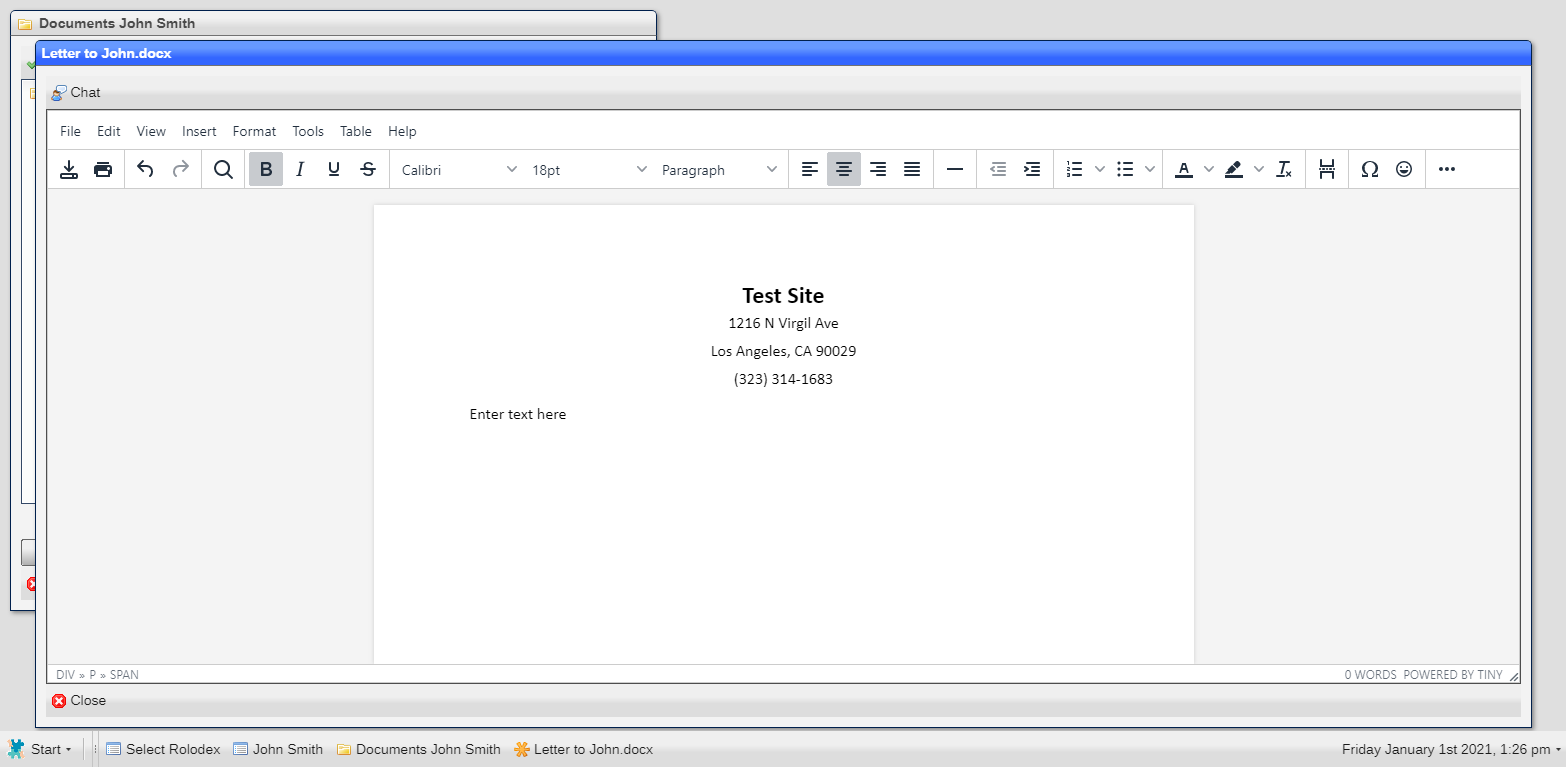 Documents John Smith
Letter to John.docx
Chat
File Edit View Insert Format Tools Table Help
B I U S Calibri 18pt Paragraph A Ω
Test Site
1216 N Virgil Ave
Los Angeles, CA 90029
(323) 314-1683
Enter text here
DIV » P » SPAN 0 WORDS POWERED BY TINY
Close
Start Select Rolodex John Smith Documents John Smith Letter to John.docx Friday January 1st 2021, 1:26 pm